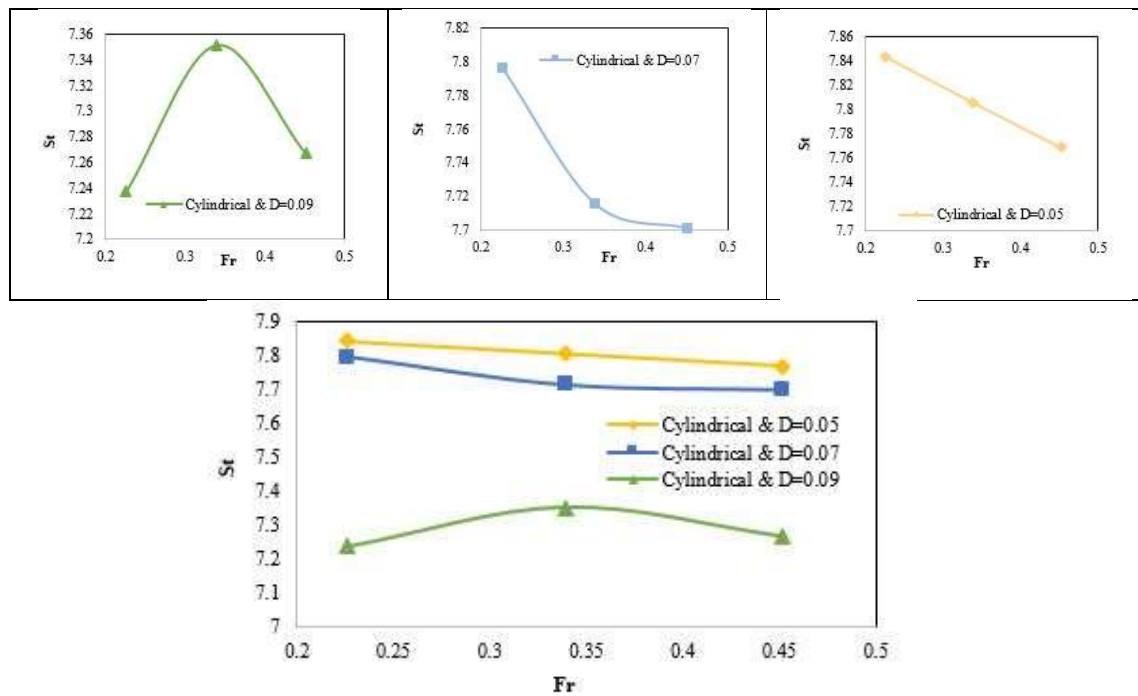 7.36
7.34
7.32
7.3
7.28
7.26
7.24
7.22
7.2
St
Cylindrical & D=0.09
0.2 0.3 0.4 0.5
Fr
7.82
7.8
7.78
7.76
7.74
7.72
7.7
St
Cylindrical & D=0.07
0.2 0.3 0.4 0.5
Fr
7.86
7.84
7.82
7.8
7.78
7.76
7.74
7.72
7.7
St
Cylindrical & D=0.05
0.2 0.3 0.4 0.5
Fr
7.9
7.8
7.7
7.6
7.5
7.4
7.3
7.2
7.1
7
St
Cylindrical & D=0.05
Cylindrical & D=0.07
Cylindrical & D=0.09
0.2 0.25 0.3 0.35 0.4 0.45 0.5
Fr